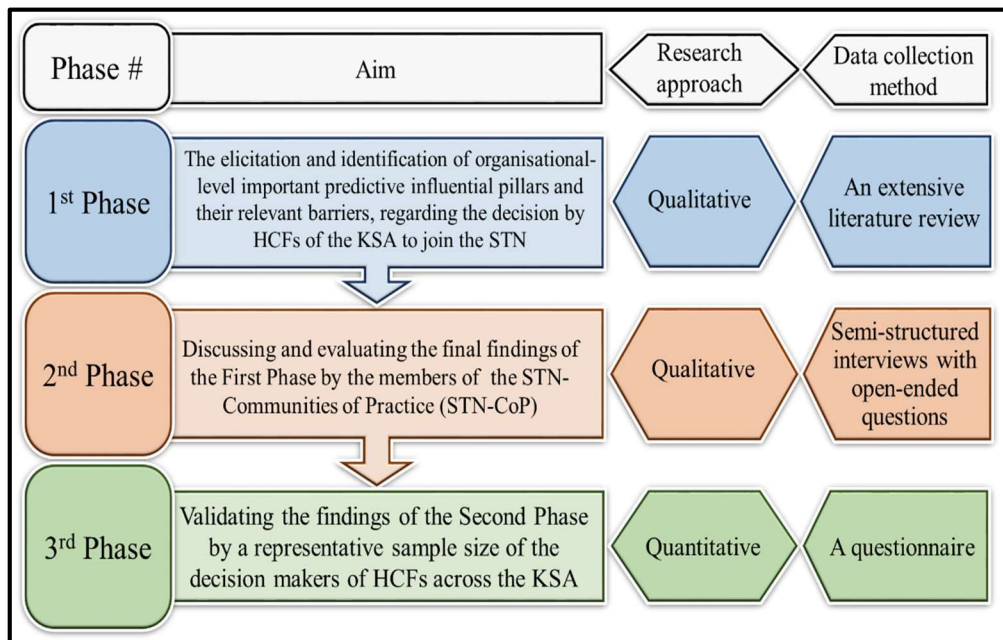 Phase #
Aim
Research
approach
Data collection
method
1st Phase
The elicitation and identification of organisational-
level important predictive influential pillars and
their relevant barriers, regarding the decision by
HCFs of the KSA to join the STN
Qualitative
An extensive
literature review
2nd Phase
Discussing and evaluating the final findings of
the First Phase by the members of the STN-
Communities of Practice (STN-CoP)
Qualitative
Semi-structured
interviews with
open-ended
questions
3rd Phase
Validating the findings of the Second Phase
by a representative sample size of the
decision makers of HCFs across the KSA
Quantitative
A questionnaire